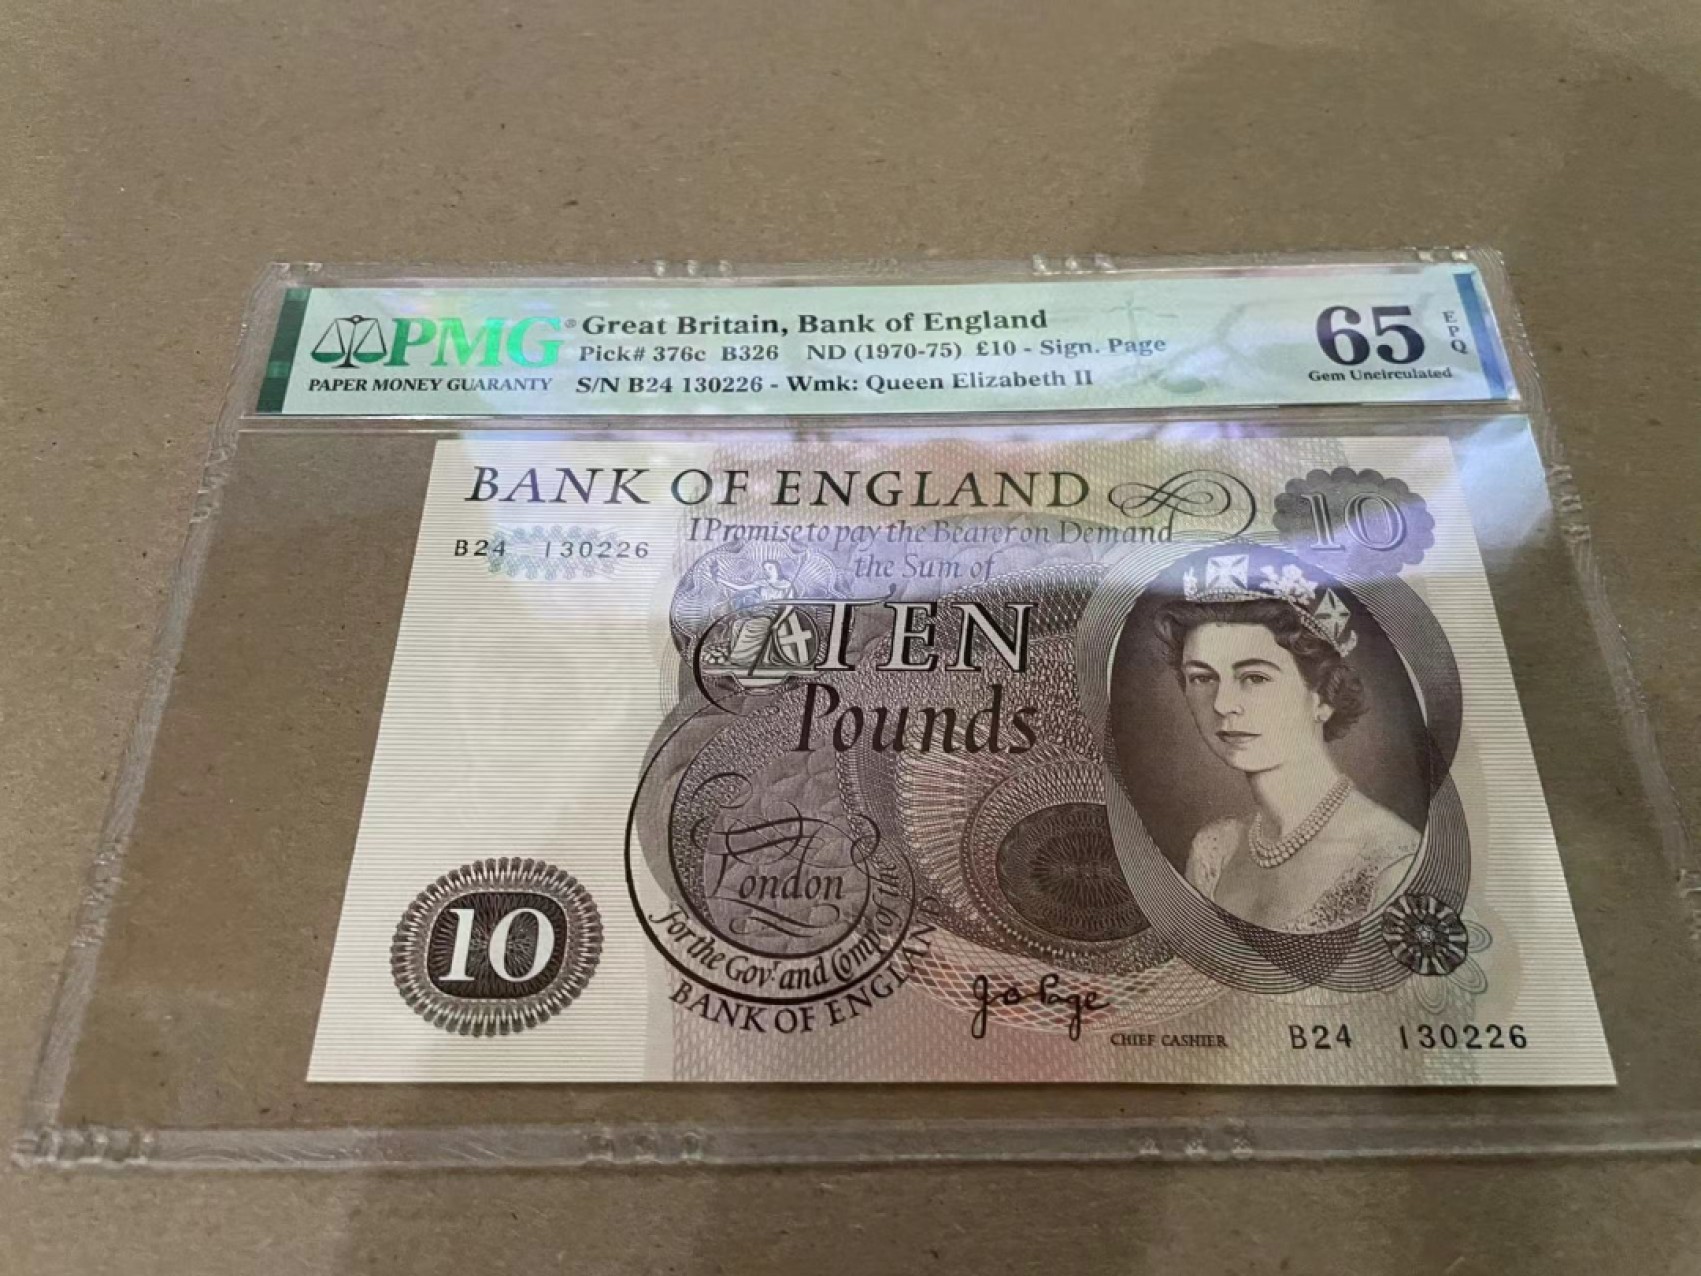 PMG®
PAPER MONEY GUARANTY
Great Britain, Bank of England
Pick# 376c B326 ND (1970-75) £10 - Sign. Page
S/N B24 130226 - Wmk: Queen Elizabeth II
65 EPQ
Gem Uncirculated
BANK OF ENGLAND
10
B24 130226
I Promise to pay the Bearer on Demand
the Sum of
TEN
Pounds
London
for the Govr. and Compa. of the
BANK OF ENGLAND
10
J B Page
CHIEF CASHIER
B24 130226